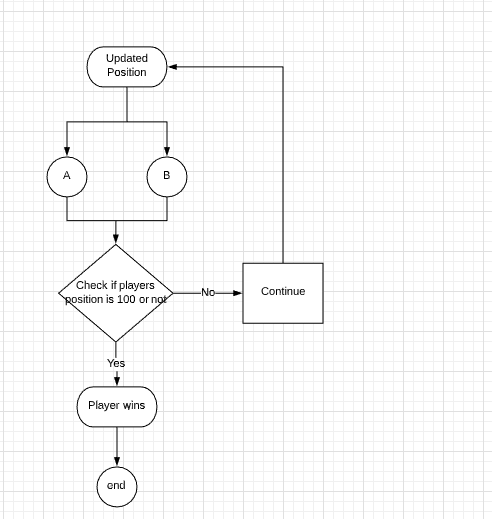 Updated
Position
A
B
Check if players
position is 100 or not
No
Continue
Yes
Player wins
end